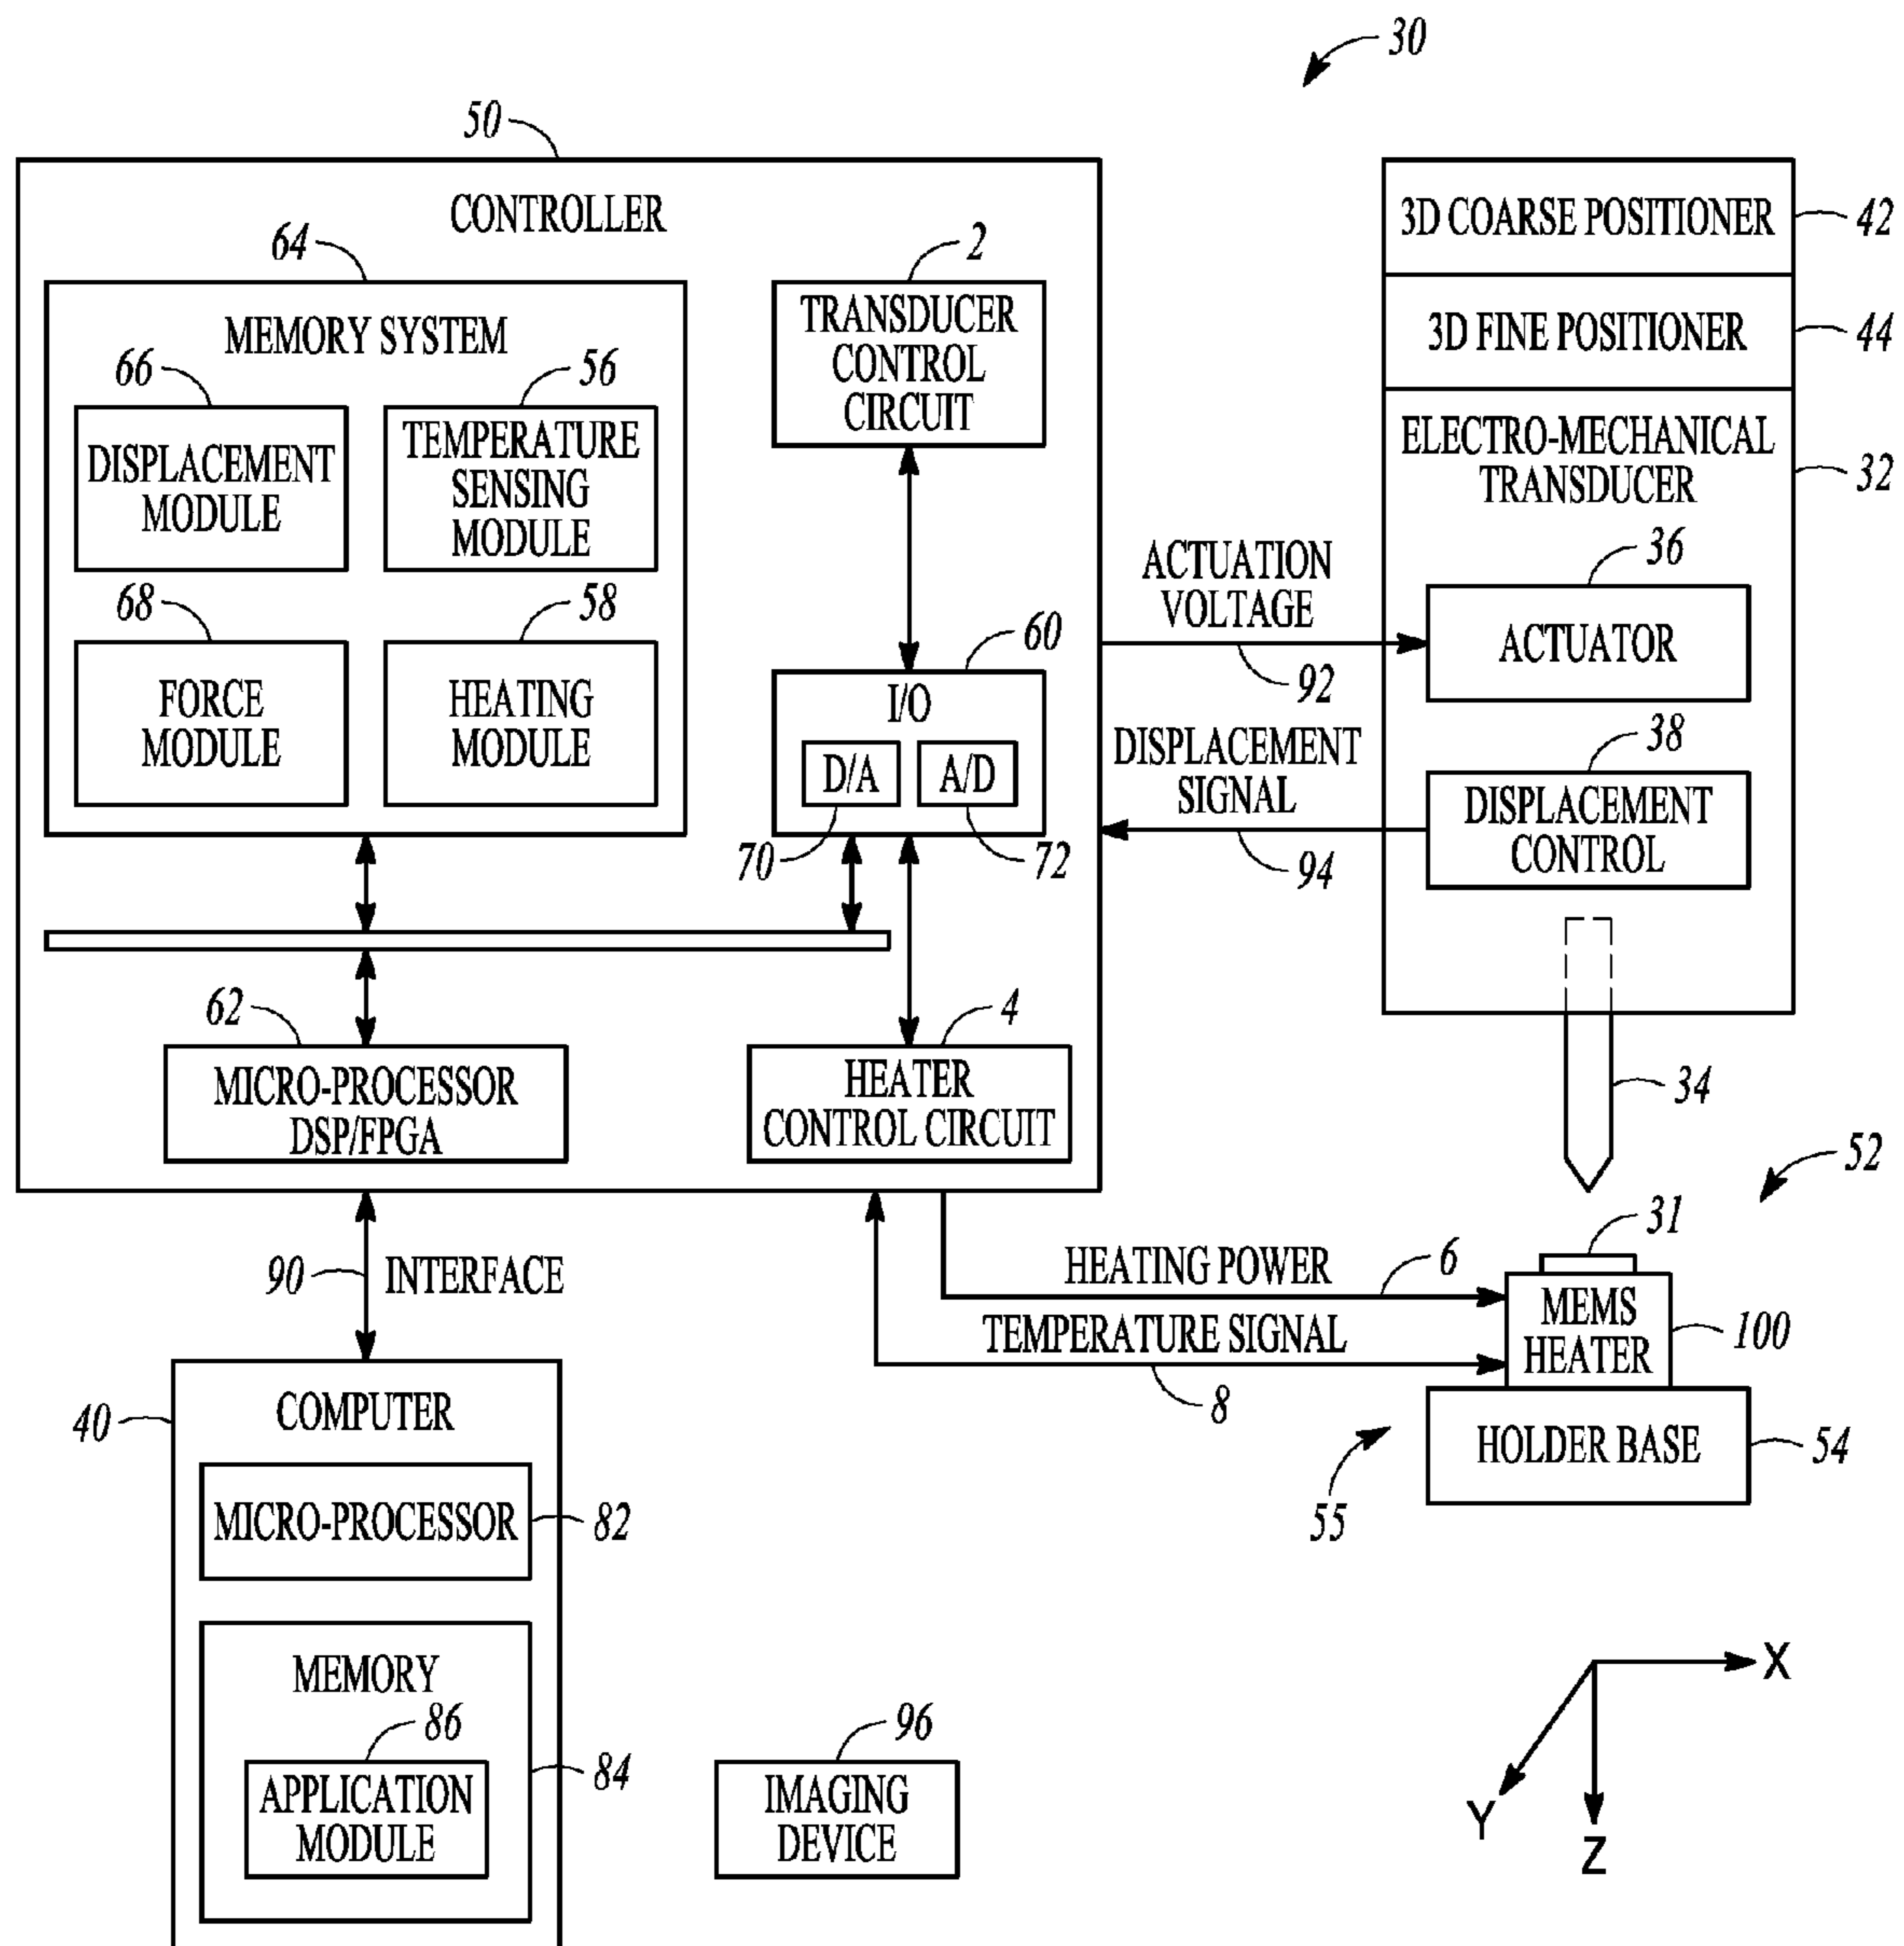 30
50
CONTROLLER
64
MEMORY SYSTEM
66
DISPLACEMENT
MODULE
56
TEMPERATURE
SENSING
MODULE
68
FORCE
MODULE
58
HEATING
MODULE
2
TRANSDUCER
CONTROL
CIRCUIT
60
I/O
D/A
A/D
70
72
62
MICRO-PROCESSOR
DSP/FPGA
4
HEATER
CONTROL CIRCUIT
3D COARSE POSITIONER
42
3D FINE POSITIONER
44
ELECTRO-MECHANICAL
TRANSDUCER
32
ACTUATION
VOLTAGE
92
36
ACTUATOR
DISPLACEMENT
SIGNAL
94
38
DISPLACEMENT
CONTROL
34
52
31
MEMS
HEATER
100
HEATING POWER
6
TEMPERATURE SIGNAL
8
HOLDER BASE
54
55
90
INTERFACE
40
COMPUTER
MICRO-PROCESSOR
82
MEMORY
86
APPLICATION
MODULE
84
96
IMAGING
DEVICE
X
Y
Z